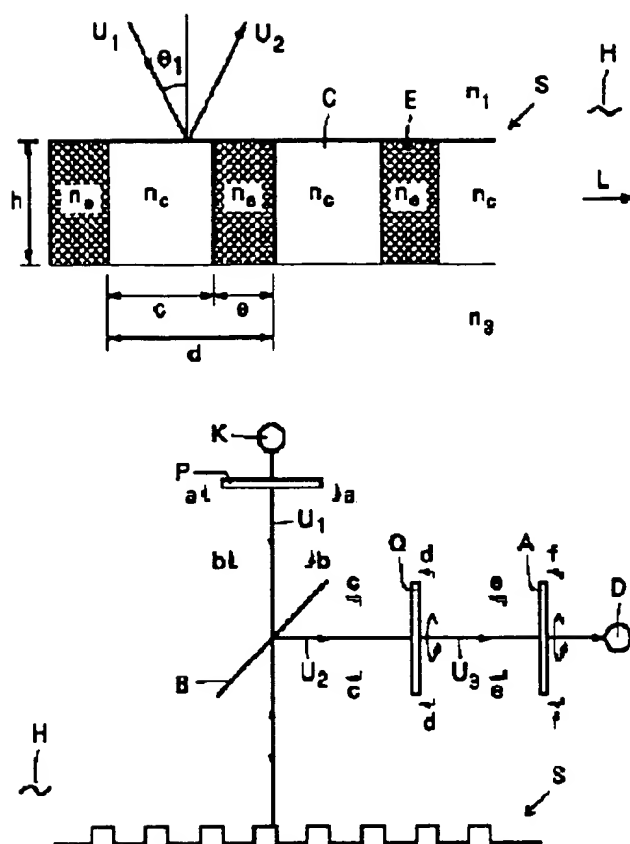 U1 U2
θ1
C E n1 S H
h ne nc ne nc ne nc L
c e
d
n3
K
P
a a
U1
b b
c Q d e A f D
B U2 U3
c d e f
H
S